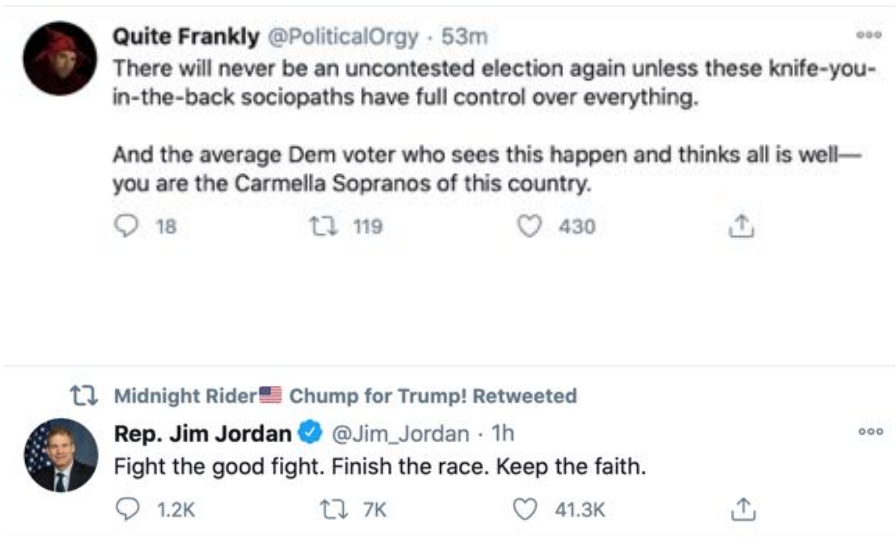 Quite Frankly @PoliticalOrgy · 53m
There will never be an uncontested election again unless these knife-you-
in-the-back sociopaths have full control over everything.
And the average Dem voter who sees this happen and thinks all is well—
you are the Carmella Sopranos of this country.
18 119 430
Midnight Rider🇺🇸 Chump for Trump! Retweeted
Rep. Jim Jordan @Jim_Jordan · 1h
Fight the good fight. Finish the race. Keep the faith.
1.2K 7K 41.3K